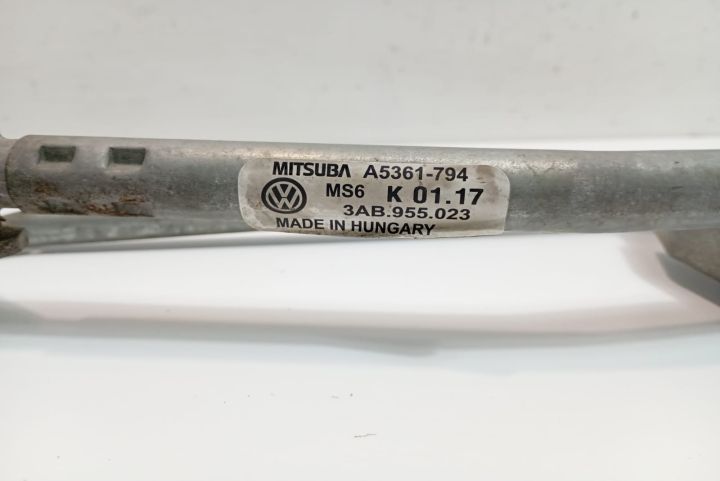 MITSUBA A5361-794
MS6 K 01.17
3AB.955.023
MADE IN HUNGARY